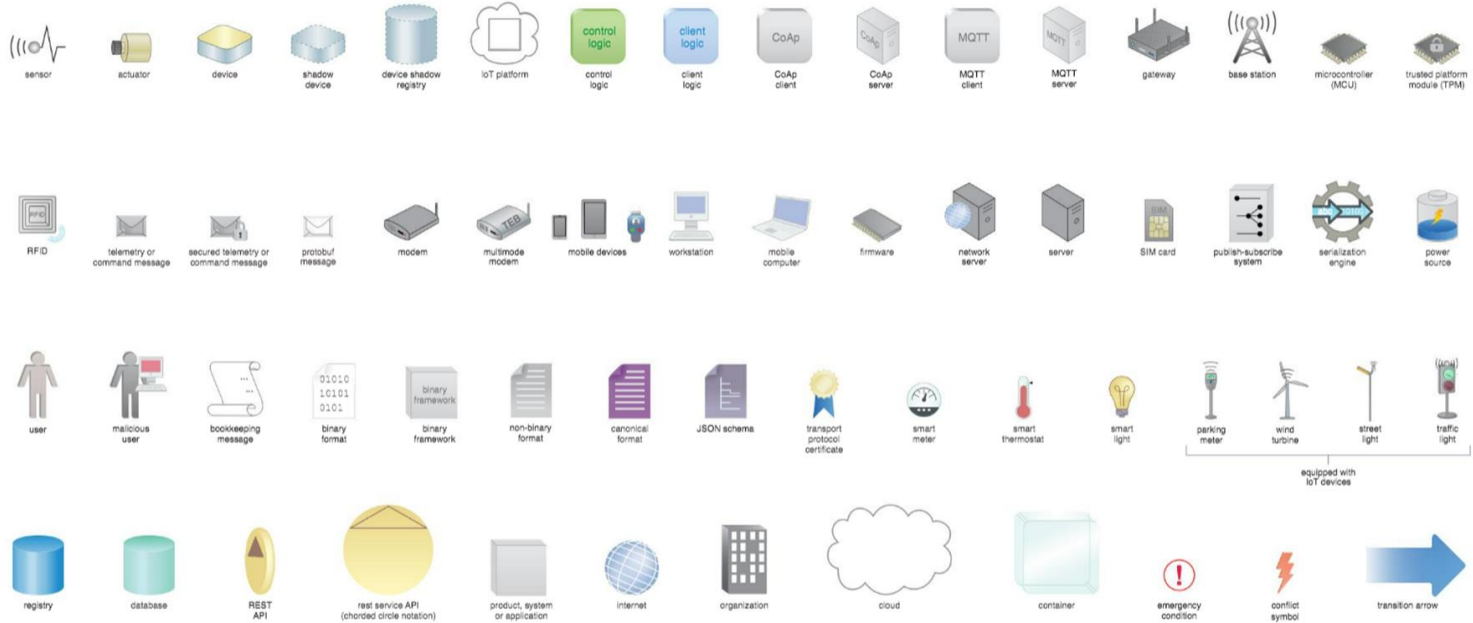 control
logic
client
logic
CoAp
CoAp
MQTT
MQTT
sensor
actuator
device
shadow
device
device shadow
registry
IoT platform
control
logic
client
logic
CoAp
client
CoAp
server
MQTT
client
MQTT
server
gateway
base station
microcontroller
(MCU)
trusted platform
module (TPM)
RFID
TEB
SIM
abc
RFID
telemetry or
command message
secured telemetry or
command message
protobuf
message
modem
multimode
modem
mobile devices
workstation
mobile
computer
firmware
network
server
server
SIM card
publish-subscribe
system
serialization
engine
power
source
01010
10101
0101
binary
framework
user
malicious
user
bookkeeping
message
binary
format
binary
framework
non-binary
format
canonical
format
JSON schema
transport
protocol
certificate
smart
meter
smart
thermostat
smart
light
parking
meter
wind
turbine
street
light
traffic
light
equipped with
IoT devices
registry
database
REST
API
rest service API
(chorded circle notation)
product, system
or application
internet
organization
cloud
container
emergency
condition
conflict
symbol
transition arrow